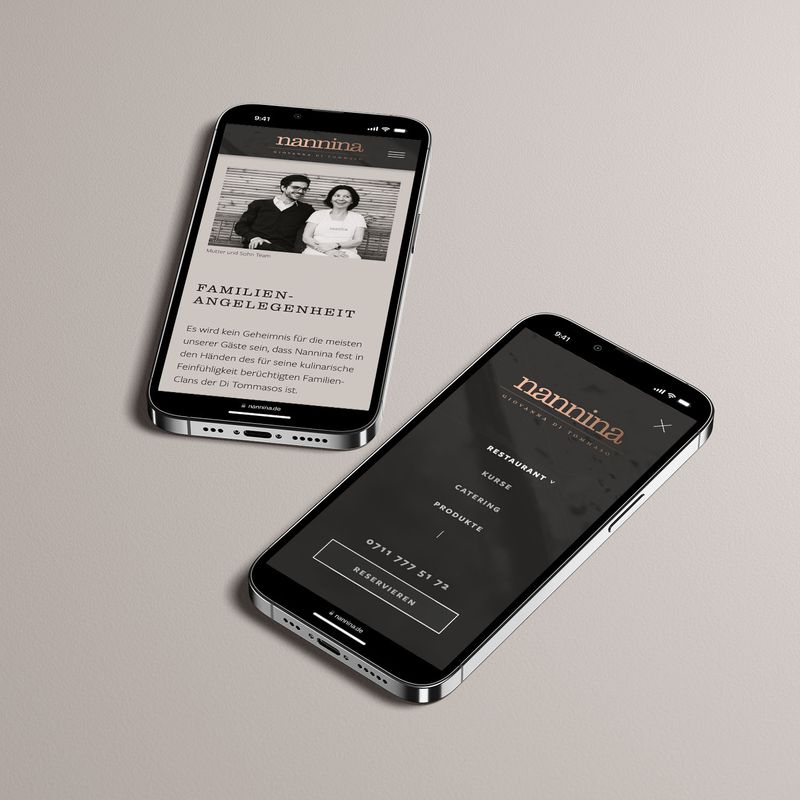 9:41
nannina
GIOVANNA DI TOMMASO
Mutter und Sohn Team
FAMILIEN-
ANGELEGENHEIT
Es wird kein Geheimnis für die meisten
unserer Gäste sein, dass Nannina fest in
den Händen des für seine kulinarische
Feinfühligkeit berüchtigten Familien-
Clans der Di Tommasos ist.
nannina.de
9:41
nannina
GIOVANNA DI TOMMASO
RESTAURANT
KURSE
CATERING
PRODUKTE
0711 777 51 72
RESERVIEREN
nannina.de